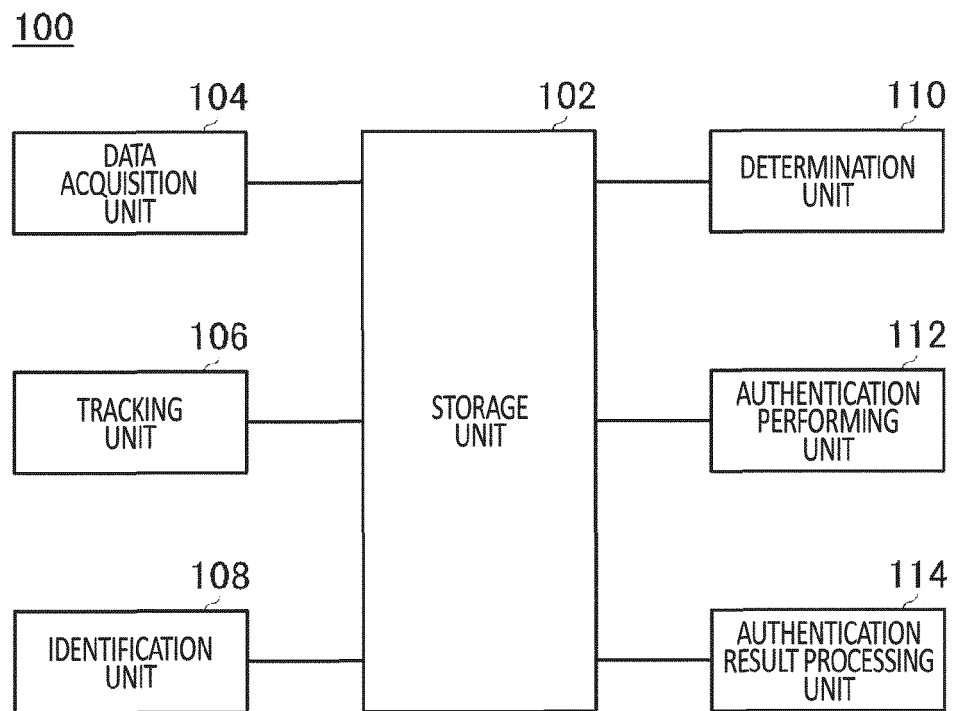 100
104
DATA
ACQUISITION
UNIT
102
STORAGE
UNIT
110
DETERMINATION
UNIT
106
TRACKING
UNIT
112
AUTHENTICATION
PERFORMING
UNIT
108
IDENTIFICATION
UNIT
114
AUTHENTICATION
RESULT PROCESSING
UNIT